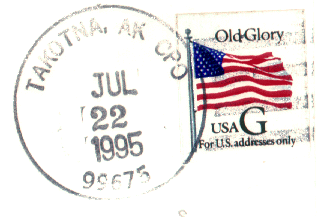 TAKOTNA, AK CPO
JUL
22
1995
99675
Old Glory
USA G
For U.S. addresses only